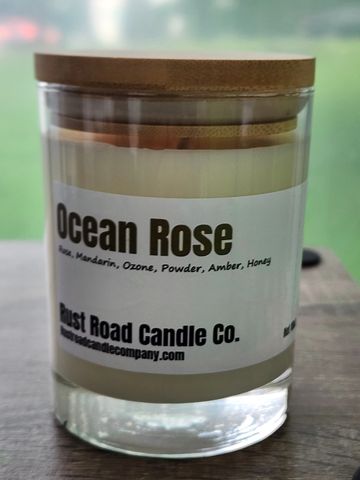 Ocean Rose
Rose, Mandarin, Ozone, Powder, Amber, Honey
Rust Road Candle Co.
Rustroadcandlecompany.com